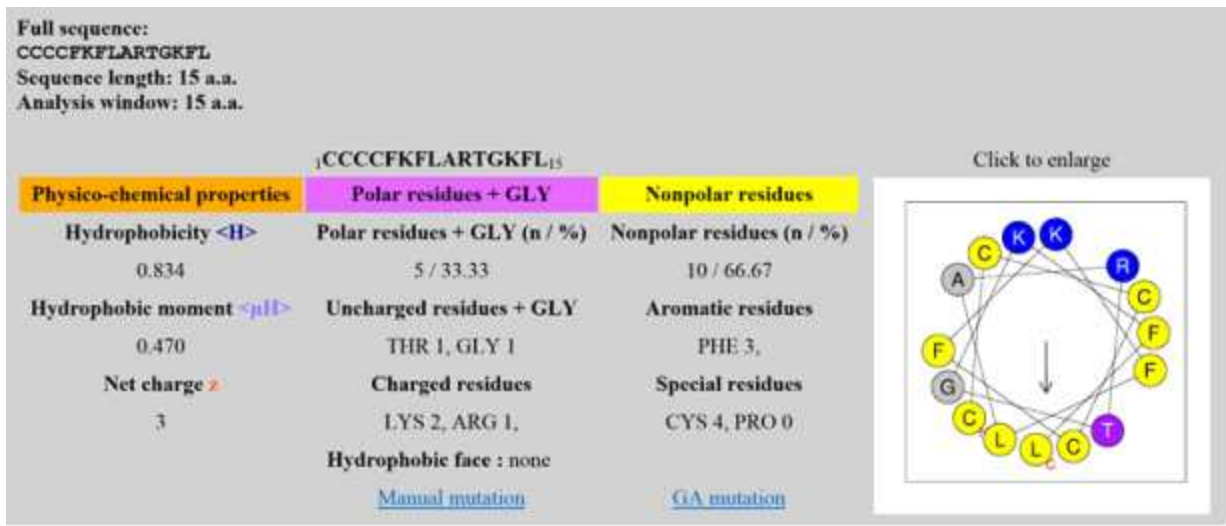 Full sequence:
CCCCFKFLARTGKFL
Sequence length: 15 a.a.
Analysis window: 15 a.a.
1CCCCFKFLARTGKFL15
Click to enlarge
Physico-chemical properties
Polar residues + GLY
Nonpolar residues
Hydrophobicity <H>
Polar residues + GLY (n / %)
Nonpolar residues (n / %)
0.834
5 / 33.33
10 / 66.67
Hydrophobic moment <µH>
Uncharged residues + GLY
Aromatic residues
0.470
THR 1, GLY 1
PHE 3,
Net charge z
Charged residues
Special residues
3
LYS 2, ARG 1,
CYS 4, PRO 0
Hydrophobic face : none
Manual mutation
GA mutation
K
K
C
R
A
C
F
F
F
G
C
T
L
L
C
C